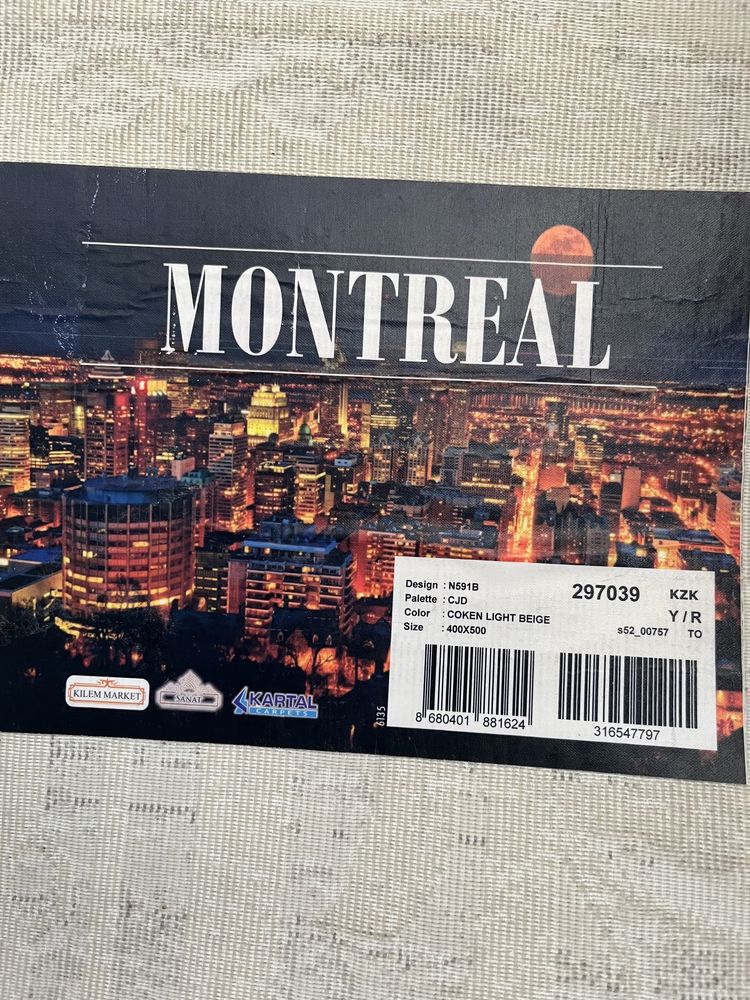 MONTREAL
Design : N591B
Palette : CJD
Color : COKEN LIGHT BEIGE
Size : 400X500
297039 KZK
Y / R
s52_00757 TO
8 680401 881624
316547797
6135
KILEM MARKET
SANAT
KARTAL
CARPETS